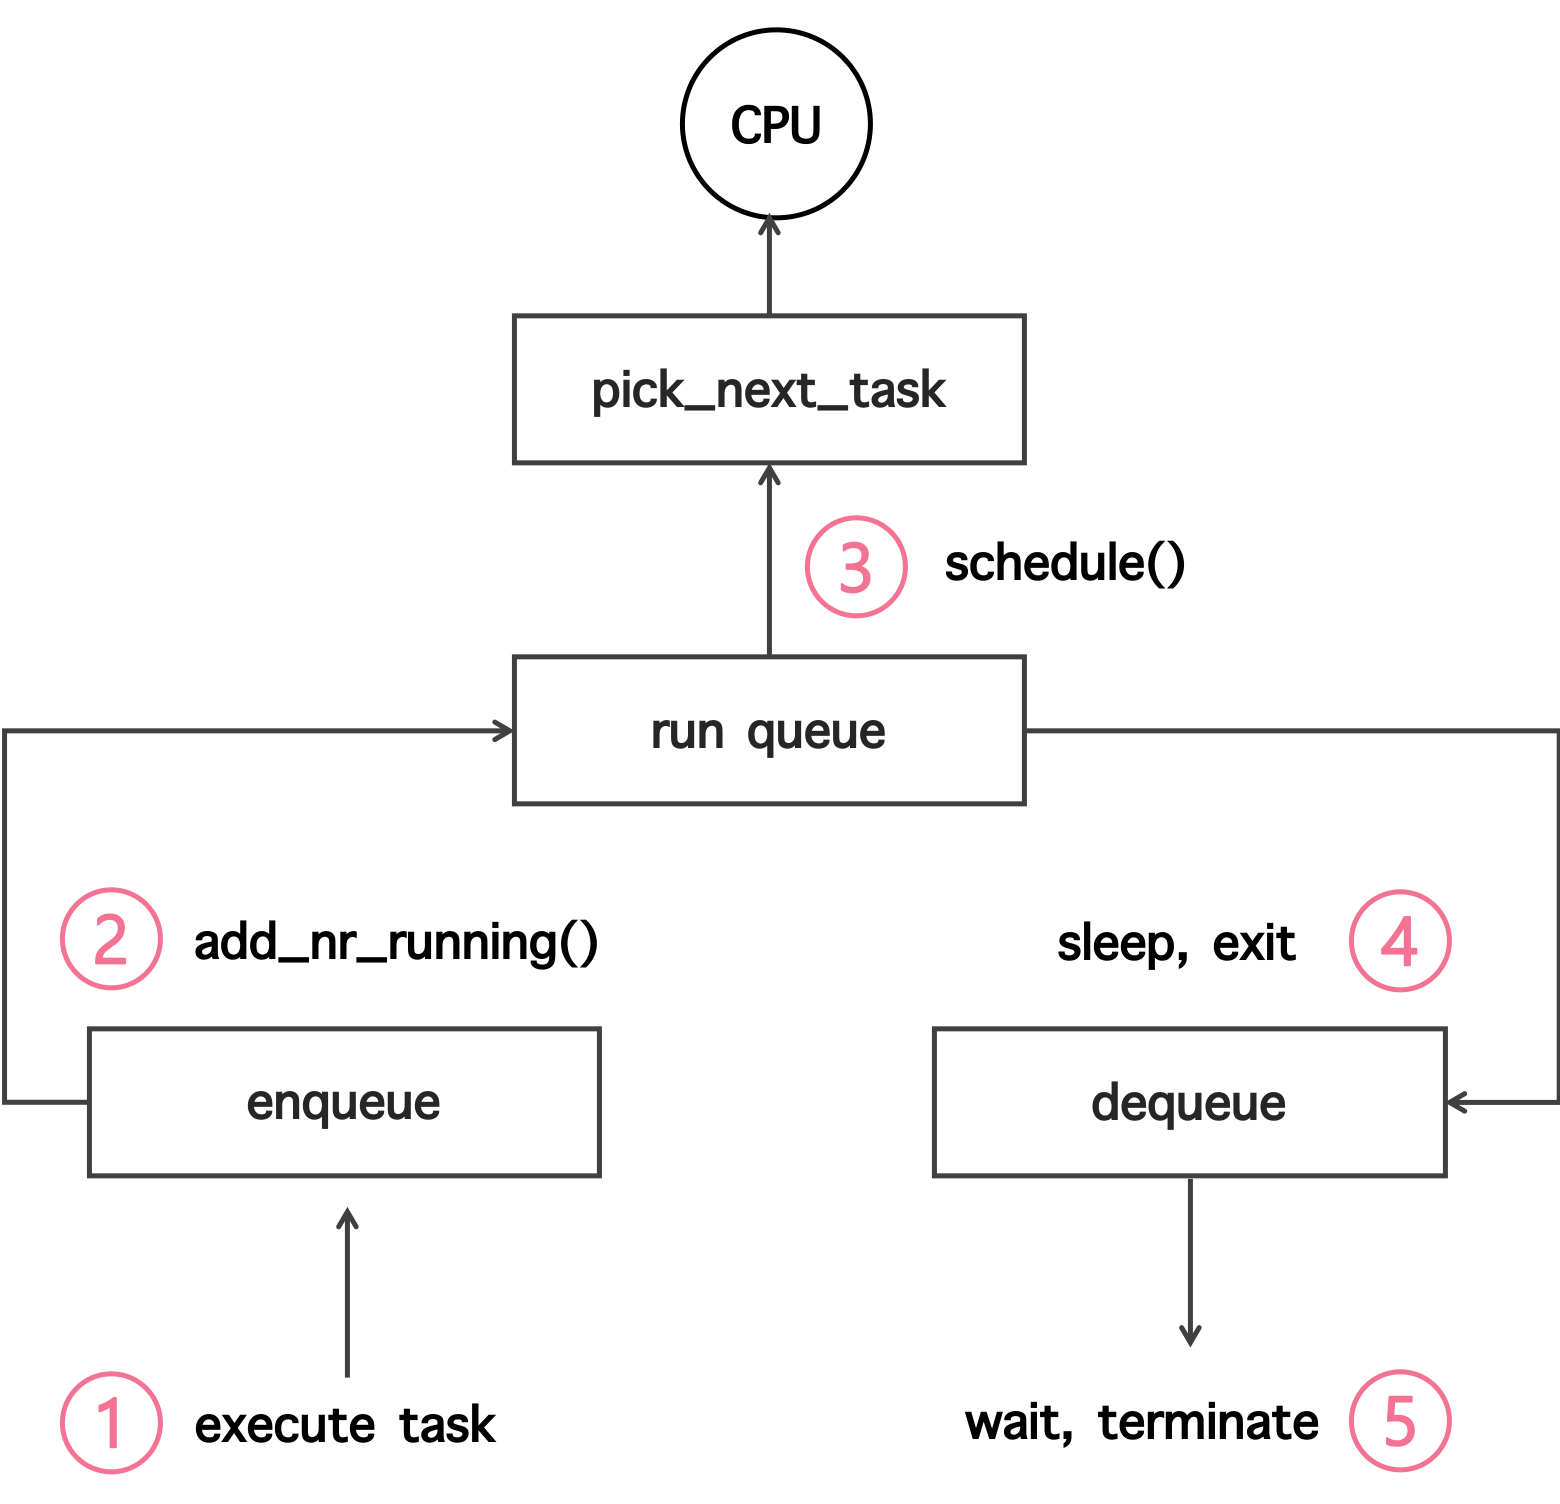 CPU
pick_next_task
3 schedule()
run queue
2 add_nr_running()
sleep, exit 4
enqueue
dequeue
1 execute task
wait, terminate 5